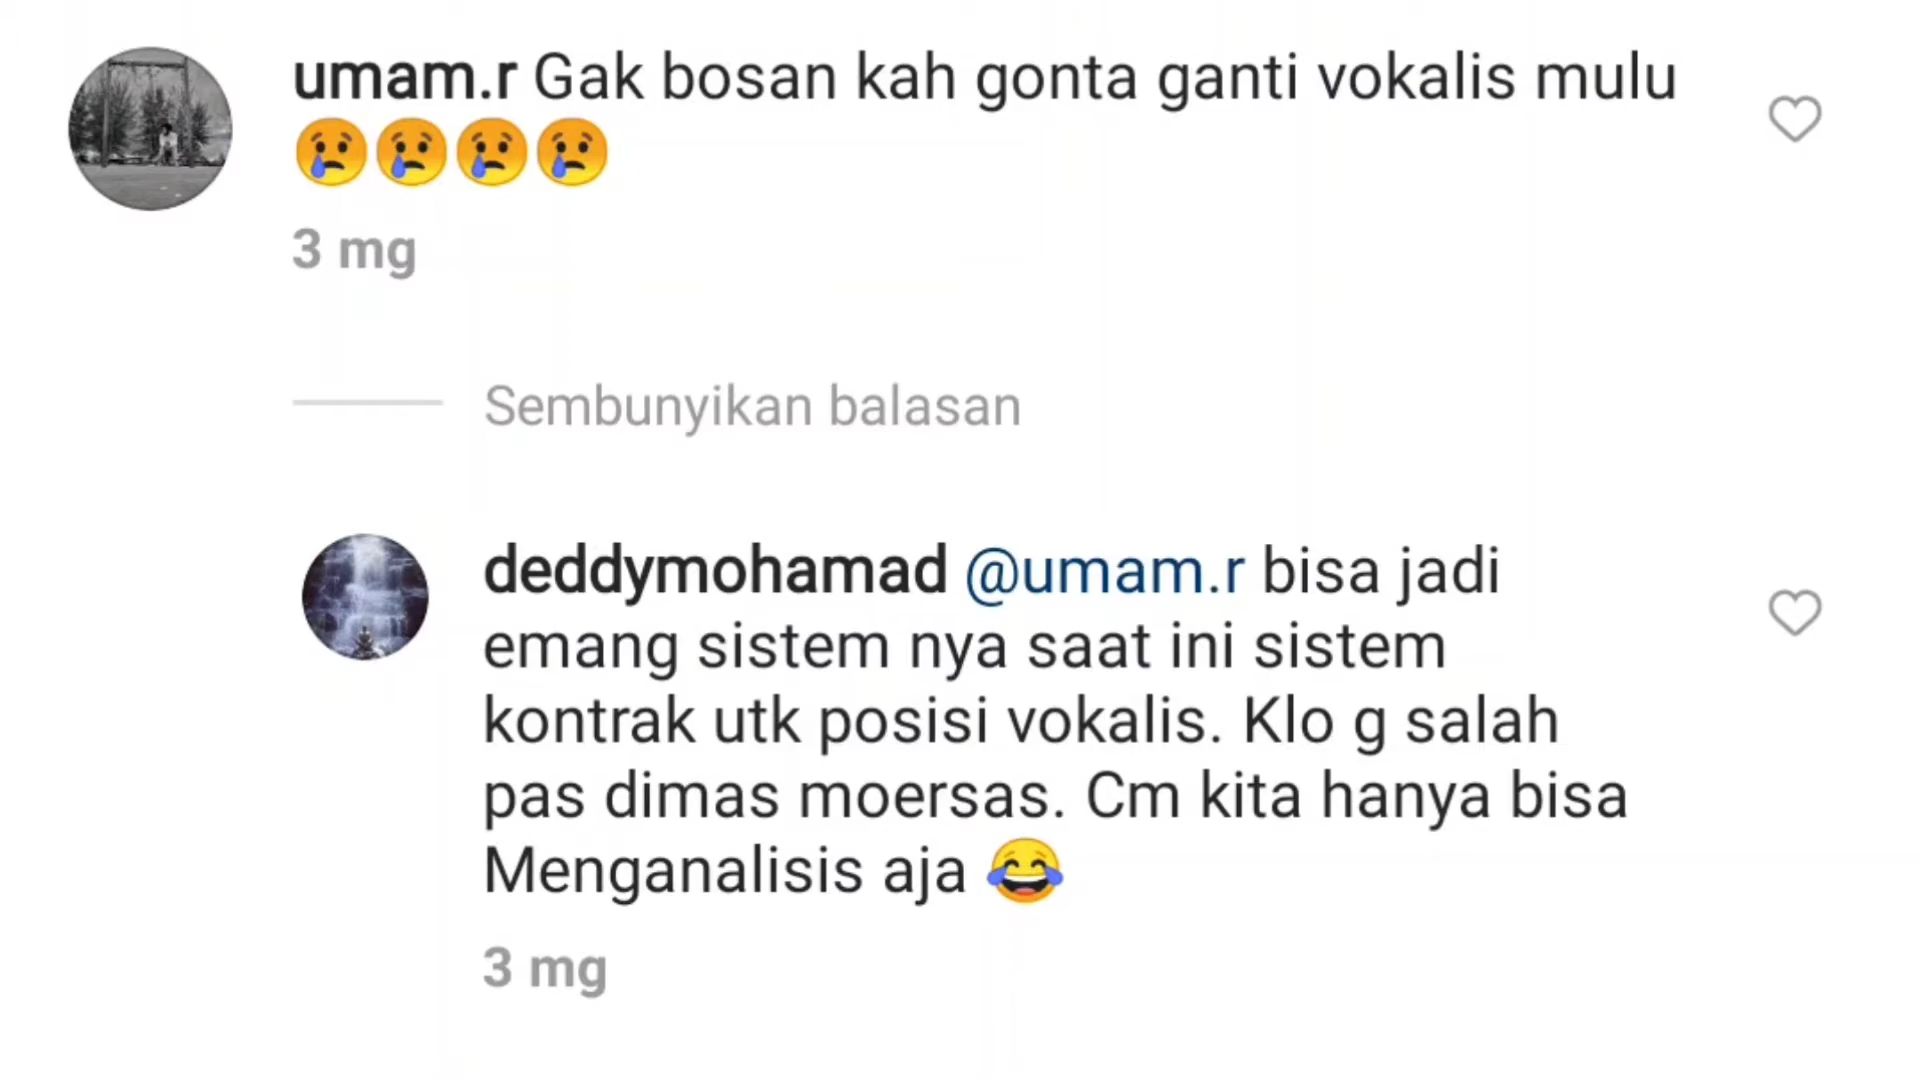 umam.r Gak bosan kah gonta ganti vokalis mulu
😢😢😢😢
3 mg
Sembunyikan balasan
deddymohamad @umam.r bisa jadi
emang sistem nya saat ini sistem
kontrak utk posisi vokalis. Klo g salah
pas dimas moersas. Cm kita hanya bisa
Menganalisis aja 😂
3 mg